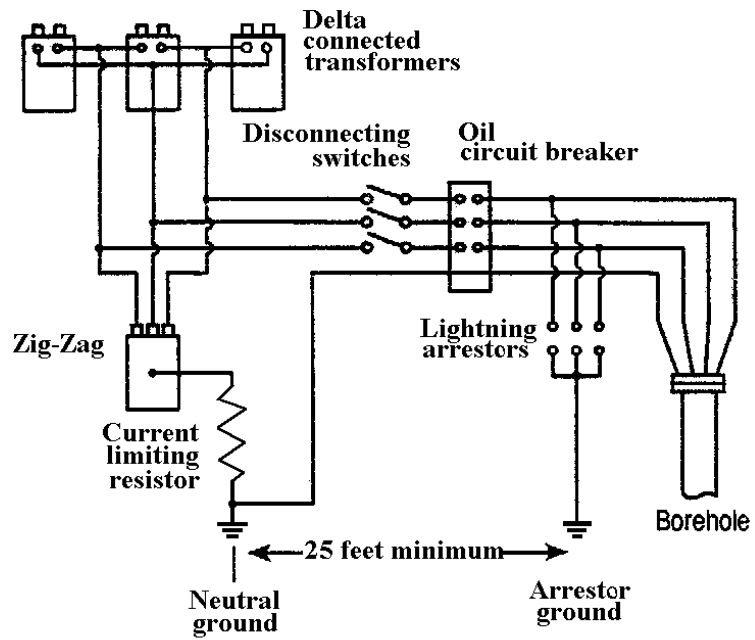 Delta
connected
transformers
Disconnecting
switches
Oil
circuit breaker
Zig-Zag
Lightning
arrestors
Current
limiting
resistor
Borehole
25 feet minimum
Neutral
ground
Arrestor
ground